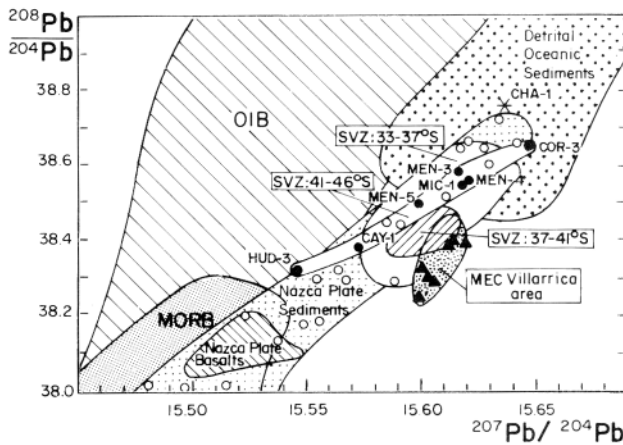 208Pb
204Pb
38.8
38.6
38.4
38.2
38.0
OIB
Detrital
Oceanic
Sediments
CHA-1
SVZ:33-37°S
COR-3
MEN-3
MIC-1
MEN-4
SVZ:41-46°S
MEN-5
CAY-1
SVZ:37-41°S
HUD-3
MEC Villarrica
area
Nazca Plate
Sediments
MORB
Nazca Plate
Basalts
15.50
15.55
15.60
15.65
207Pb/ 204Pb